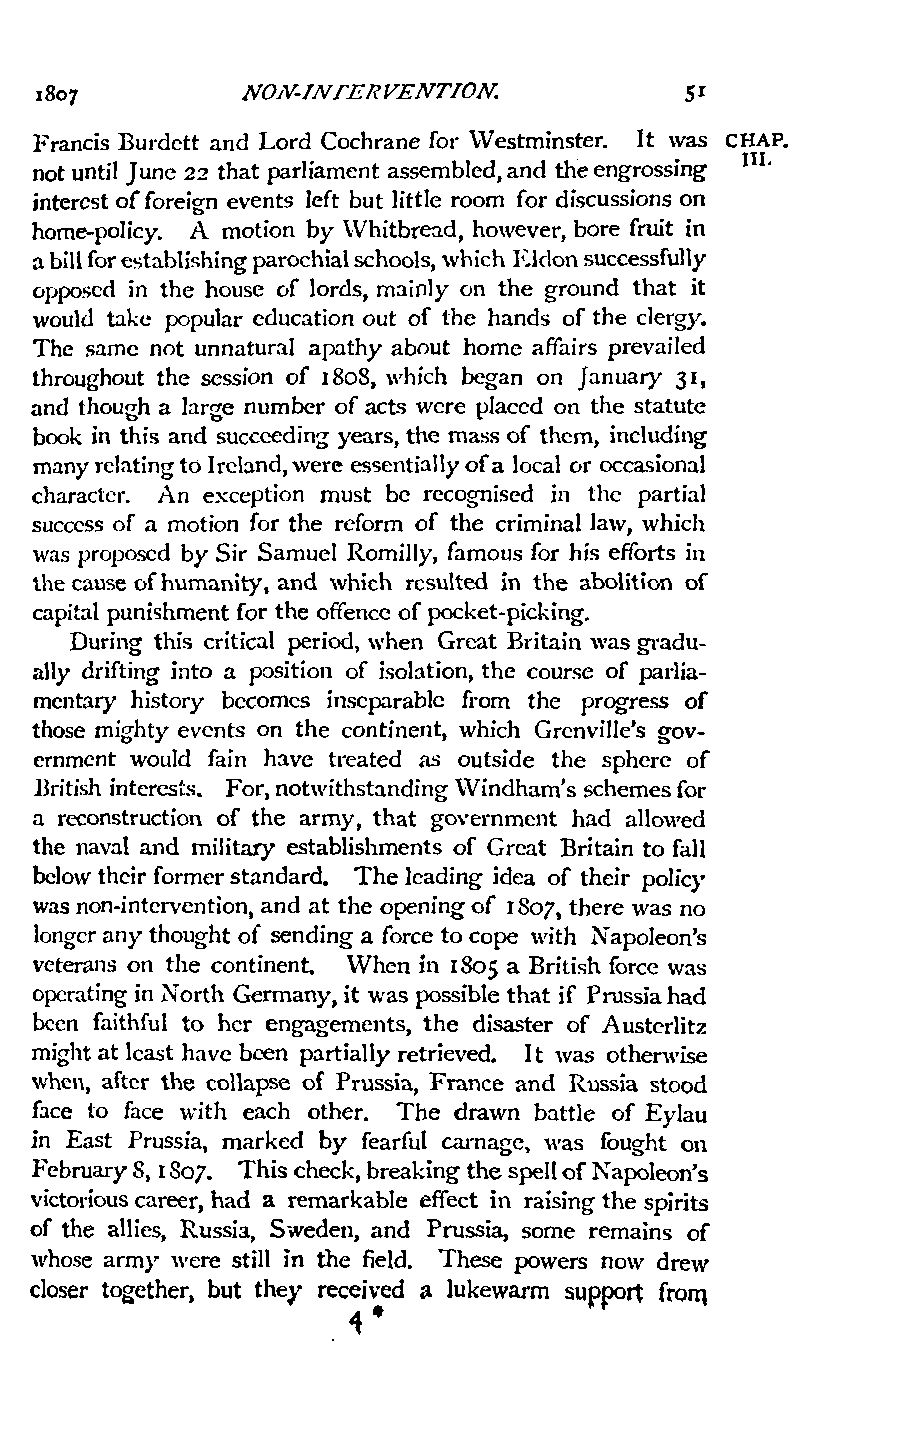 1807 NON-INTERVENTION. 51
Francis Burdett and Lord Cochrane for Westminster. It was CHAP.
not until June 22 that parliament assembled, and the engrossing III.
interest of foreign events left but little room for discussions on
home-policy. A motion by Whitbread, however, bore fruit in
a bill for establishing parochial schools, which Eldon successfully
opposed in the house of lords, mainly on the ground that it
would take popular education out of the hands of the clergy.
The same not unnatural apathy about home affairs prevailed
throughout the session of 1808, which began on January 31,
and though a large number of acts were placed on the statute
book in this and succeeding years, the mass of them, including
many relating to Ireland, were essentially of a local or occasional
character. An exception must be recognised in the partial
success of a motion for the reform of the criminal law, which
was proposed by Sir Samuel Romilly, famous for his efforts in
the cause of humanity, and which resulted in the abolition of
capital punishment for the offence of pocket-picking.
During this critical period, when Great Britain was gradu-
ally drifting into a position of isolation, the course of parlia-
mentary history becomes inseparable from the progress of
those mighty events on the continent, which Grenville's gov-
ernment would fain have treated as outside the sphere of
British interests. For, notwithstanding Windham's schemes for
a reconstruction of the army, that government had allowed
the naval and military establishments of Great Britain to fall
below their former standard. The leading idea of their policy
was non-intervention, and at the opening of 1807, there was no
longer any thought of sending a force to cope with Napoleon's
veterans on the continent. When in 1805 a British force was
operating in North Germany, it was possible that if Prussia had
been faithful to her engagements, the disaster of Austerlitz
might at least have been partially retrieved. It was otherwise
when, after the collapse of Prussia, France and Russia stood
face to face with each other. The drawn battle of Eylau
in East Prussia, marked by fearful carnage, was fought on
February 8, 1807. This check, breaking the spell of Napoleon's
victorious career, had a remarkable effect in raising the spirits
of the allies, Russia, Sweden, and Prussia, some remains of
whose army were still in the field. These powers now drew
closer together, but they received a lukewarm support from
4 *